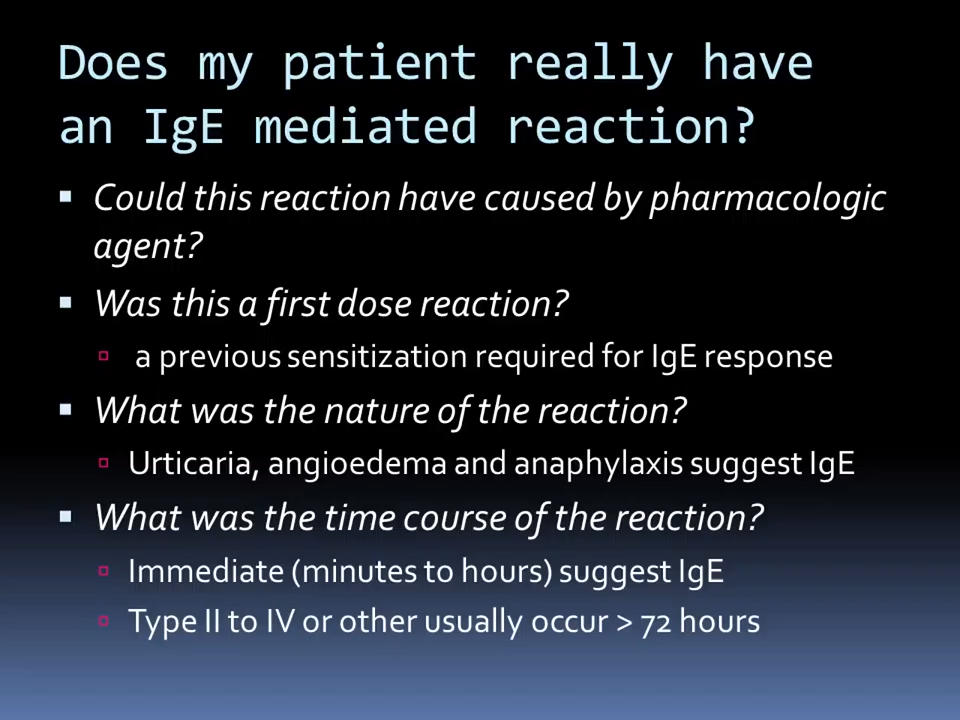 Does my patient really have
an IgE mediated reaction?
Could this reaction have caused by pharmacologic
agent?
Was this a first dose reaction?
a previous sensitization required for IgE response
What was the nature of the reaction?
Urticaria, angioedema and anaphylaxis suggest IgE
What was the time course of the reaction?
Immediate (minutes to hours) suggest IgE
Type II to IV or other usually occur > 72 hours